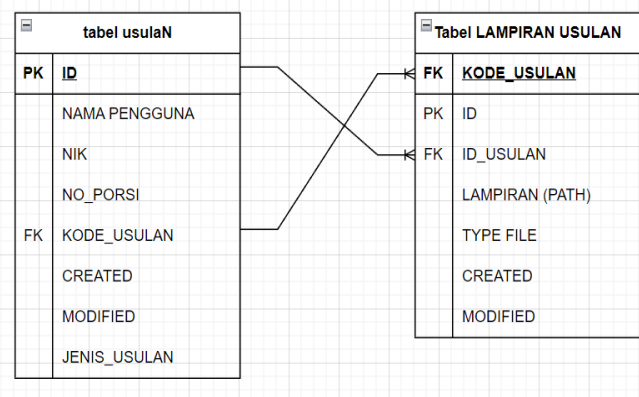 tabel usulaN
PK ID
NAMA PENGGUNA
NIK
NO_PORSI
FK KODE_USULAN
CREATED
MODIFIED
JENIS_USULAN
Tabel LAMPIRAN USULAN
FK KODE_USULAN
PK ID
FK ID_USULAN
LAMPIRAN (PATH)
TYPE FILE
CREATED
MODIFIED